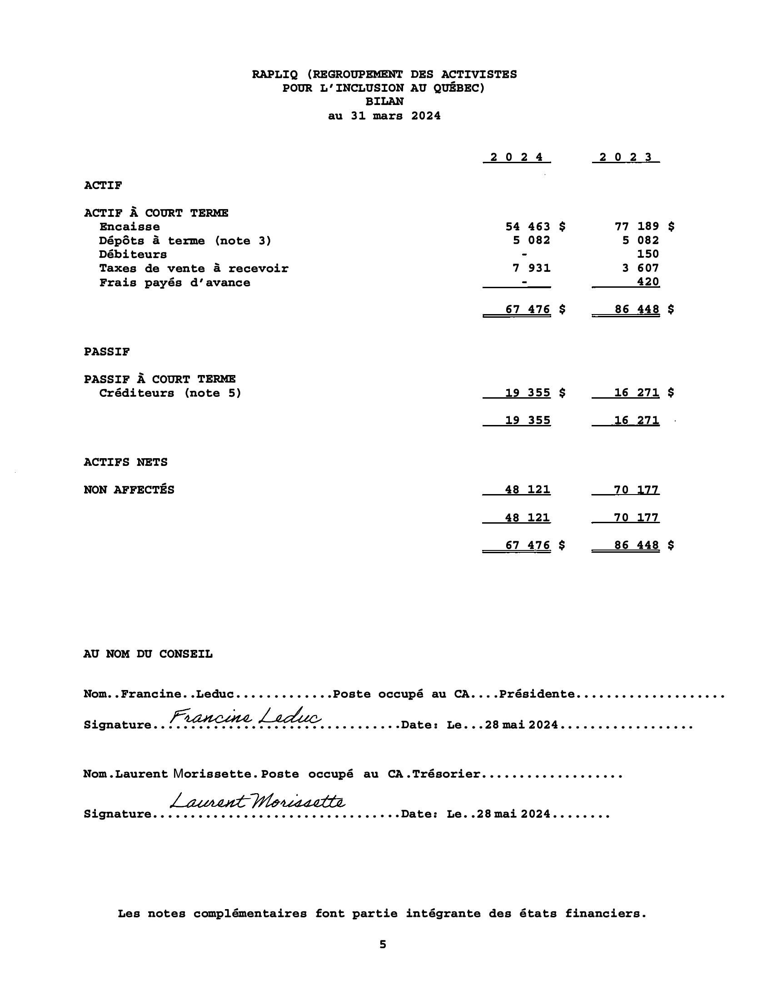 RAPLIQ (REGROUPEMENT DES ACTIVISTES
POUR L'INCLUSION AU QUÉBEC)
BILAN
au 31 mars 2024
2 0 2 4 2 0 2 3
ACTIF
ACTIF À COURT TERME
Encaisse 54 463 $ 77 189 $
Dépôts à terme (note 3) 5 082 5 082
Débiteurs - 150
Taxes de vente à recevoir 7 931 3 607
Frais payés d'avance - 420
67 476 $ 86 448 $
PASSIF
PASSIF À COURT TERME
Créditeurs (note 5) 19 355 $ 16 271 $
19 355 16 271
ACTIFS NETS
NON AFFECTÉS 48 121 70 177
48 121 70 177
67 476 $ 86 448 $
AU NOM DU CONSEIL
Nom..Francine..Leduc.............Poste occupé au CA....Présidente....................
Francine Leduc
Signature.................................Date: Le...28 mai 2024..................
Nom.Laurent Morissette.Poste occupé au CA.Trésorier...................
Laurent Morissette
Signature.................................Date: Le..28 mai 2024........
Les notes complémentaires font partie intégrante des états financiers.
5